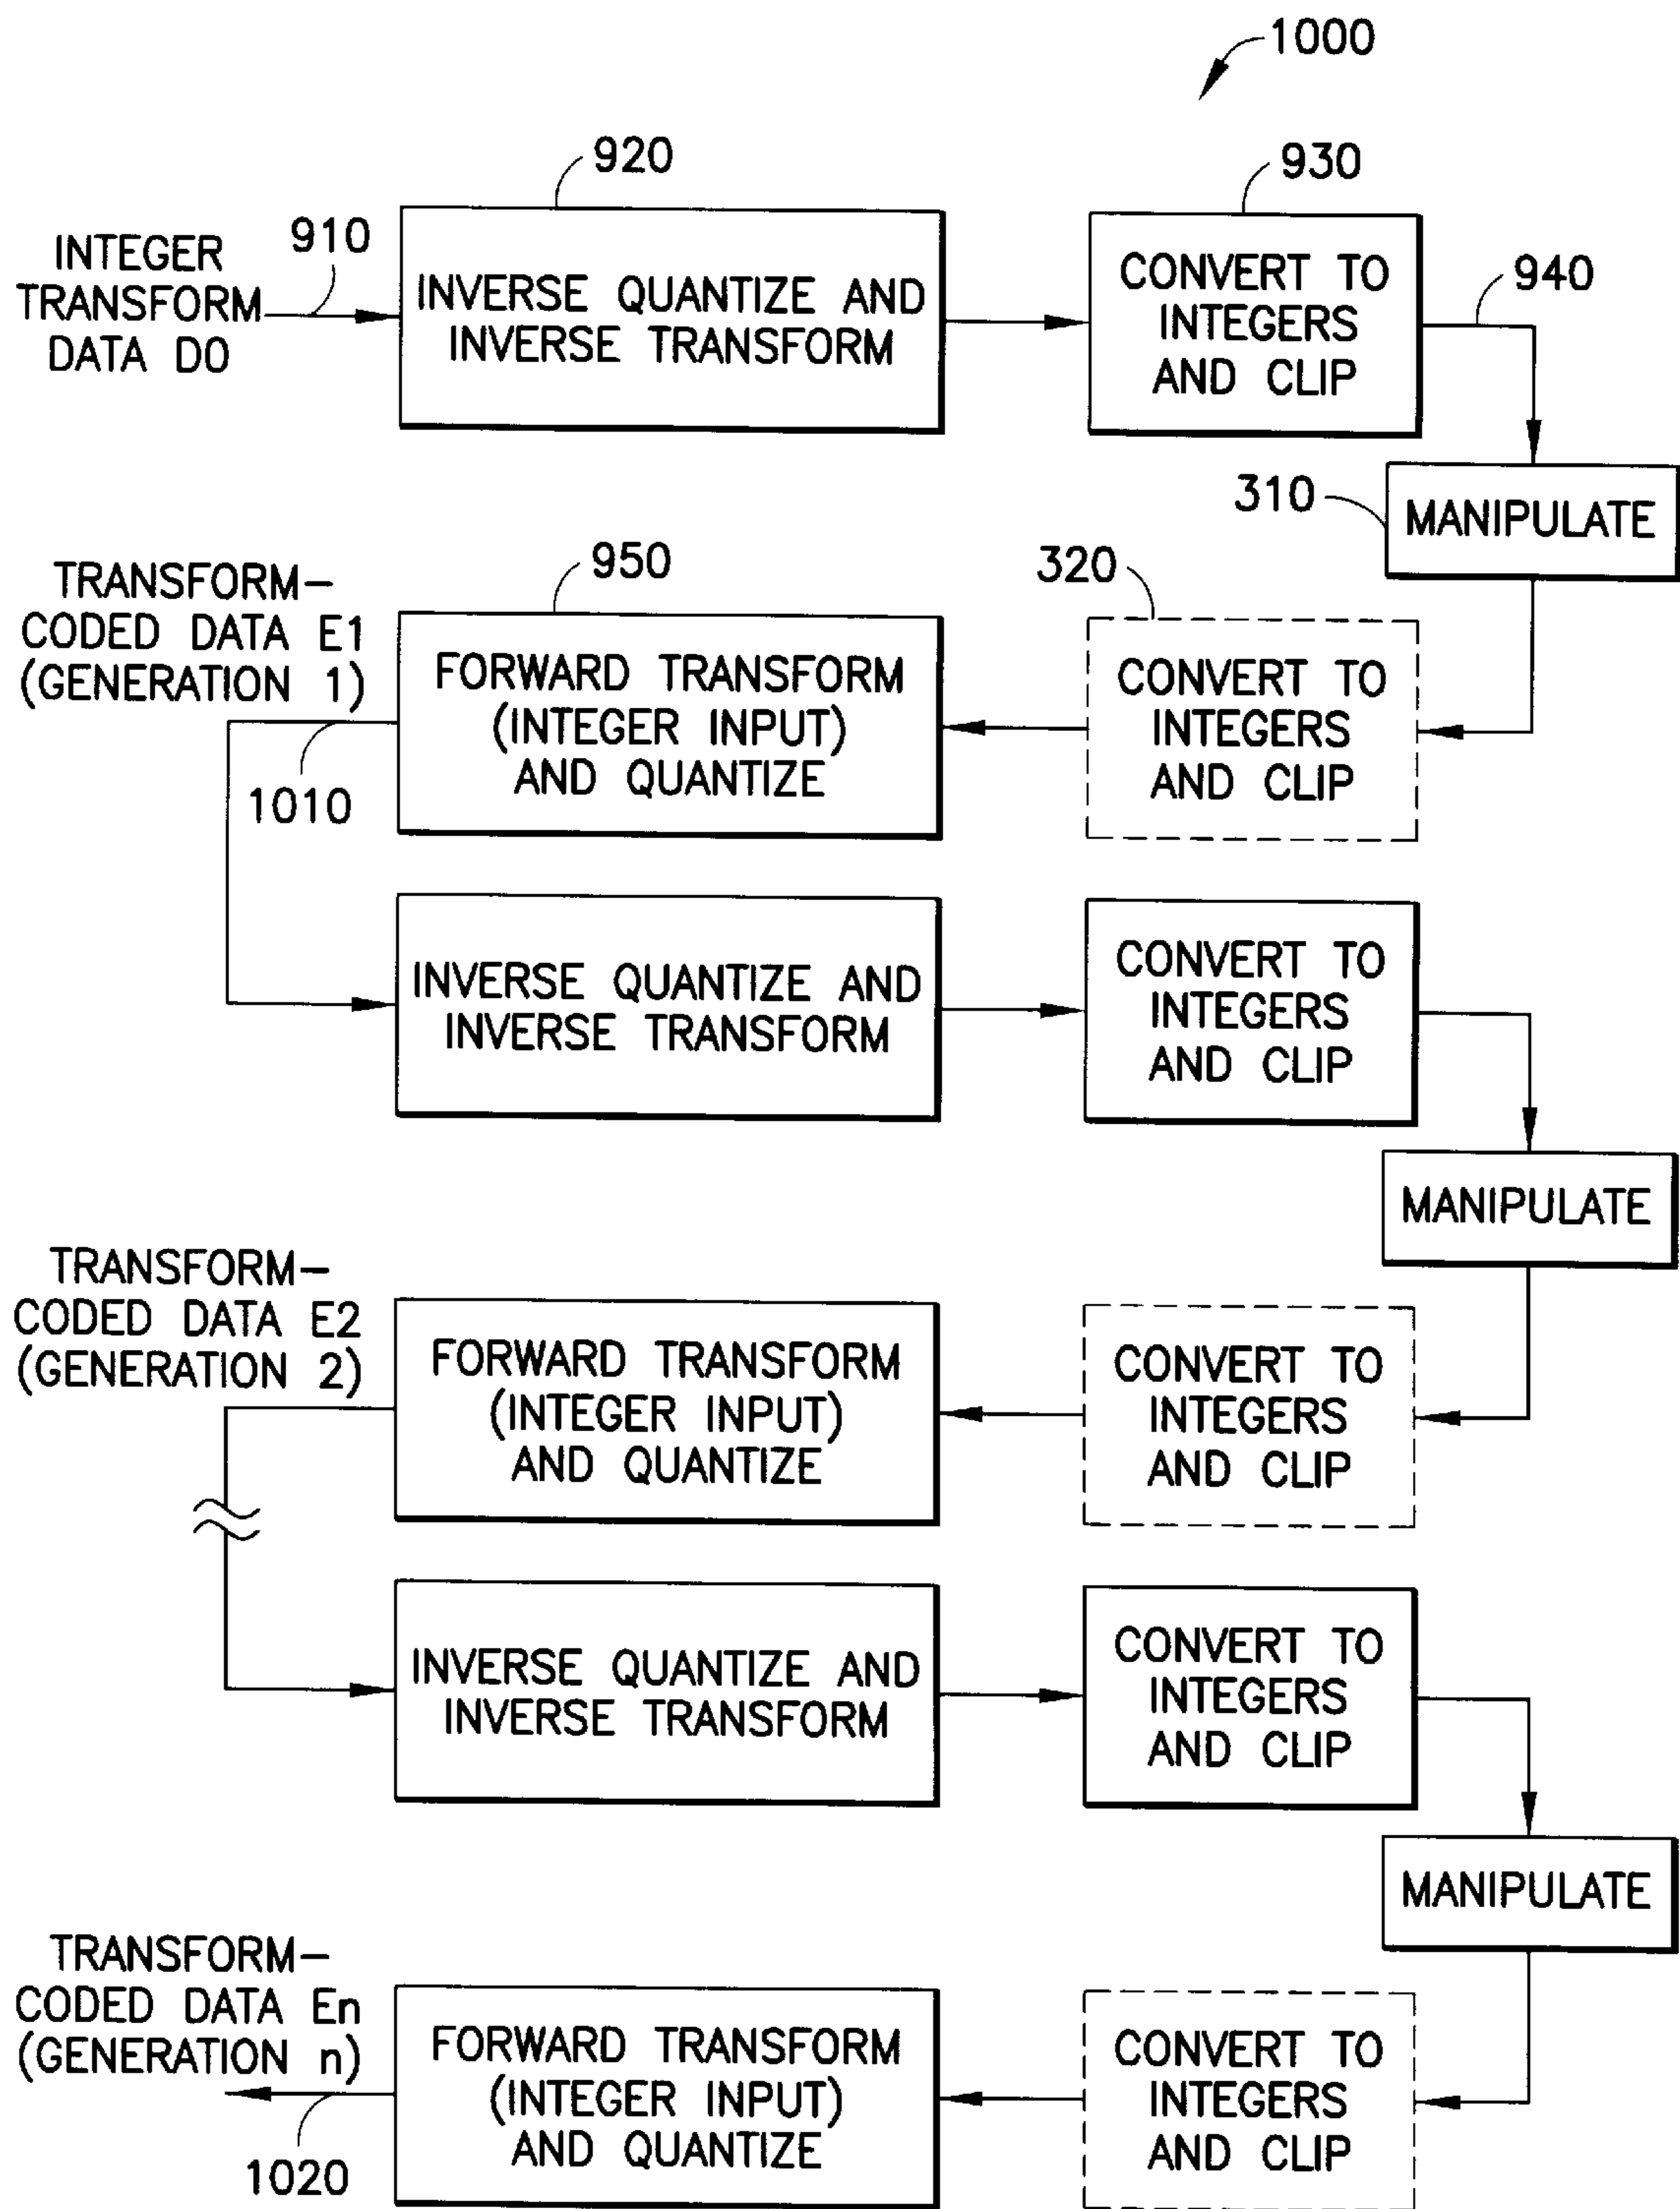 1000
920
930
INTEGER
TRANSFORM
DATA D0
910
INVERSE QUANTIZE AND
INVERSE TRANSFORM
CONVERT TO
INTEGERS
AND CLIP
940
310
MANIPULATE
TRANSFORM-
CODED DATA E1
(GENERATION 1)
950
320
FORWARD TRANSFORM
(INTEGER INPUT)
AND QUANTIZE
CONVERT TO
INTEGERS
AND CLIP
1010
INVERSE QUANTIZE AND
INVERSE TRANSFORM
CONVERT TO
INTEGERS
AND CLIP
MANIPULATE
TRANSFORM-
CODED DATA E2
(GENERATION 2)
FORWARD TRANSFORM
(INTEGER INPUT)
AND QUANTIZE
CONVERT TO
INTEGERS
AND CLIP
INVERSE QUANTIZE AND
INVERSE TRANSFORM
CONVERT TO
INTEGERS
AND CLIP
MANIPULATE
TRANSFORM-
CODED DATA En
(GENERATION n)
FORWARD TRANSFORM
(INTEGER INPUT)
AND QUANTIZE
CONVERT TO
INTEGERS
AND CLIP
1020